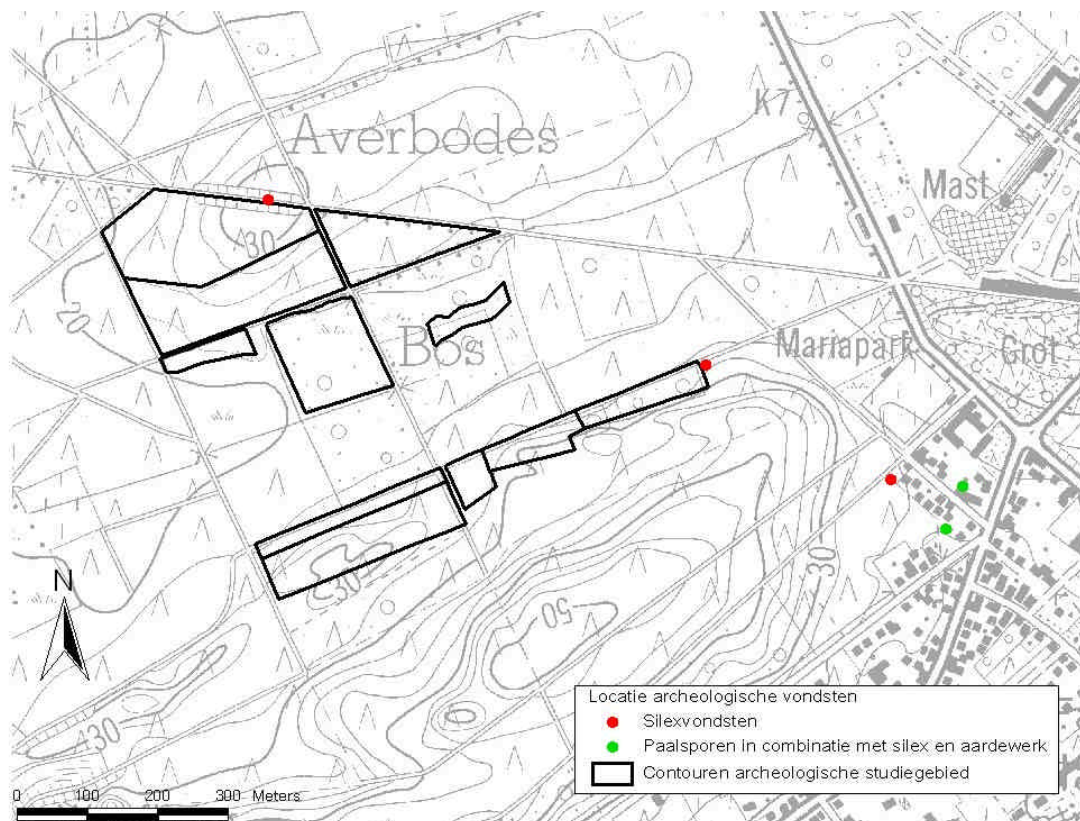 K7
Averbodes
Mast
30
20
Bos
Mariapark
Grot
30
30
50
N
30
Locatie archeologische vondsten
Silexvondsten
Paalsporen in combinatie met silex en aardewerk
Contouren archeologische studiegebied
0 100 200 300 Meters